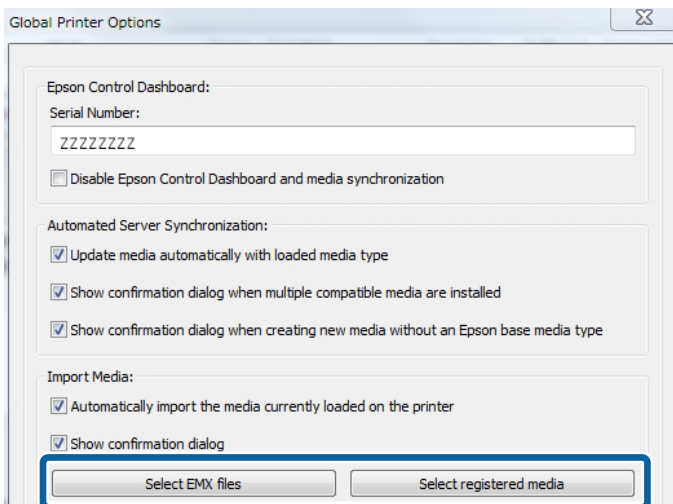 Global Printer Options
Epson Control Dashboard:
Serial Number:
ZZZZZZZZ
Disable Epson Control Dashboard and media synchronization
Automated Server Synchronization:
Update media automatically with loaded media type
Show confirmation dialog when multiple compatible media are installed
Show confirmation dialog when creating new media without an Epson base media type
Import Media:
Automatically import the media currently loaded on the printer
Show confirmation dialog
Select EMX files
Select registered media